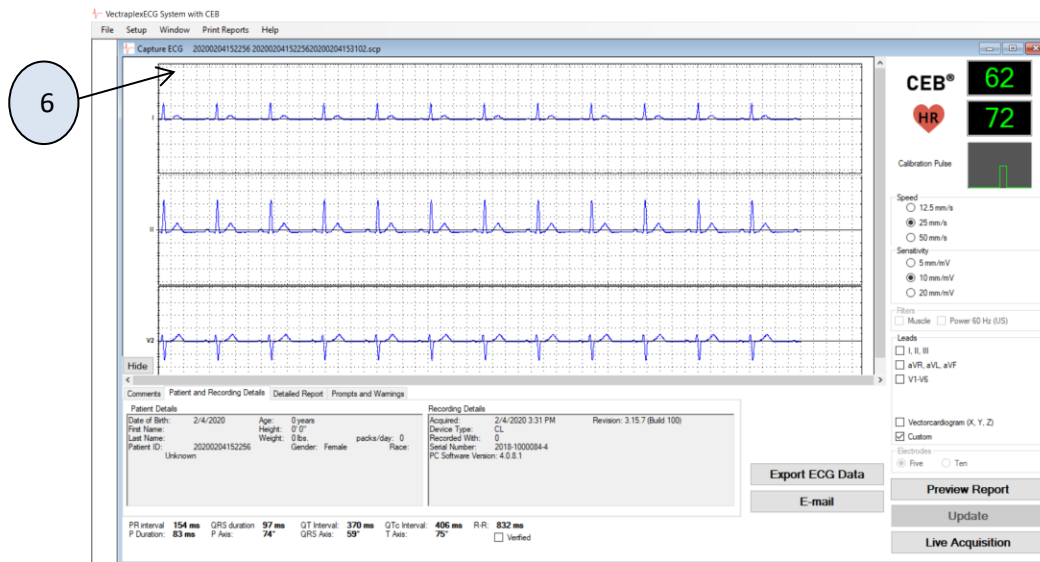 VectraplexECG System with CEB
File Setup Window Print Reports Help
Capture ECG 20200204152256 2020020415225620200204153102.scp
6
I
II
V2
Hide
CEB®
62
HR
72
Calibration Pulse
Speed
12.5 mm/s
25 mm/s
50 mm/s
Sensitivity
5 mm/mV
10 mm/mV
20 mm/mV
Filters
Muscle Power 60 Hz (US)
Leads
I, II, III
aVR, aVL, aVF
V1-V6
Vectorcardiogram (X, Y, Z)
Custom
Electrodes
Five Ten
Preview Report
Update
Live Acquisition
Comments Patient and Recording Details Detailed Report Prompts and Warnings
Patient Details
Date of Birth: 2/4/2020 Age: 0 years
First Name: Height: 0' 0"
Last Name: Weight: 0 lbs. packs/day: 0
Patient ID: 20200204152256 Gender: Female Race:
Unknown
Recording Details
Acquired: 2/4/2020 3:31 PM Revision: 3.15.7 (Build 100)
Device Type: CL
Recorded With: 0
Serial Number: 2018-1000084-4
PC Software Version: 4.0.8.1
Export ECG Data
E-mail
PR interval 154 ms QRS duration 97 ms QT Interval: 370 ms QTc Interval: 406 ms R-R: 832 ms
P Duration: 83 ms P Axis: 74° QRS Axis: 59° T Axis: 75° Verified